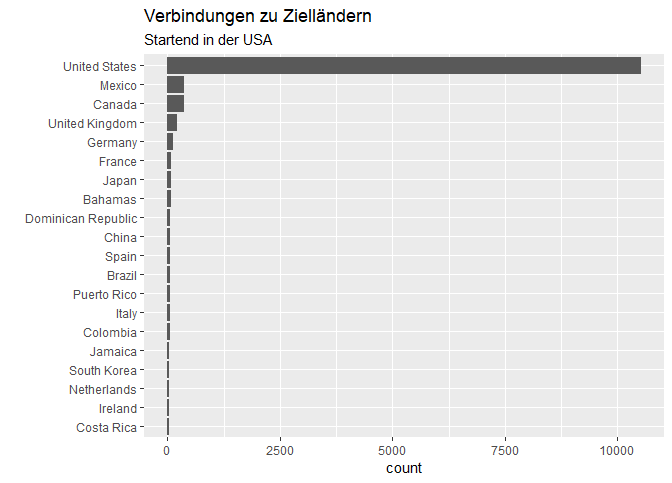 Verbindungen zu Zielländern
Startend in der USA
United States
Mexico
Canada
United Kingdom
Germany
France
Japan
Bahamas
Dominican Republic
China
Spain
Brazil
Puerto Rico
Italy
Colombia
Jamaica
South Korea
Netherlands
Ireland
Costa Rica
0 2500 5000 7500 10000
count